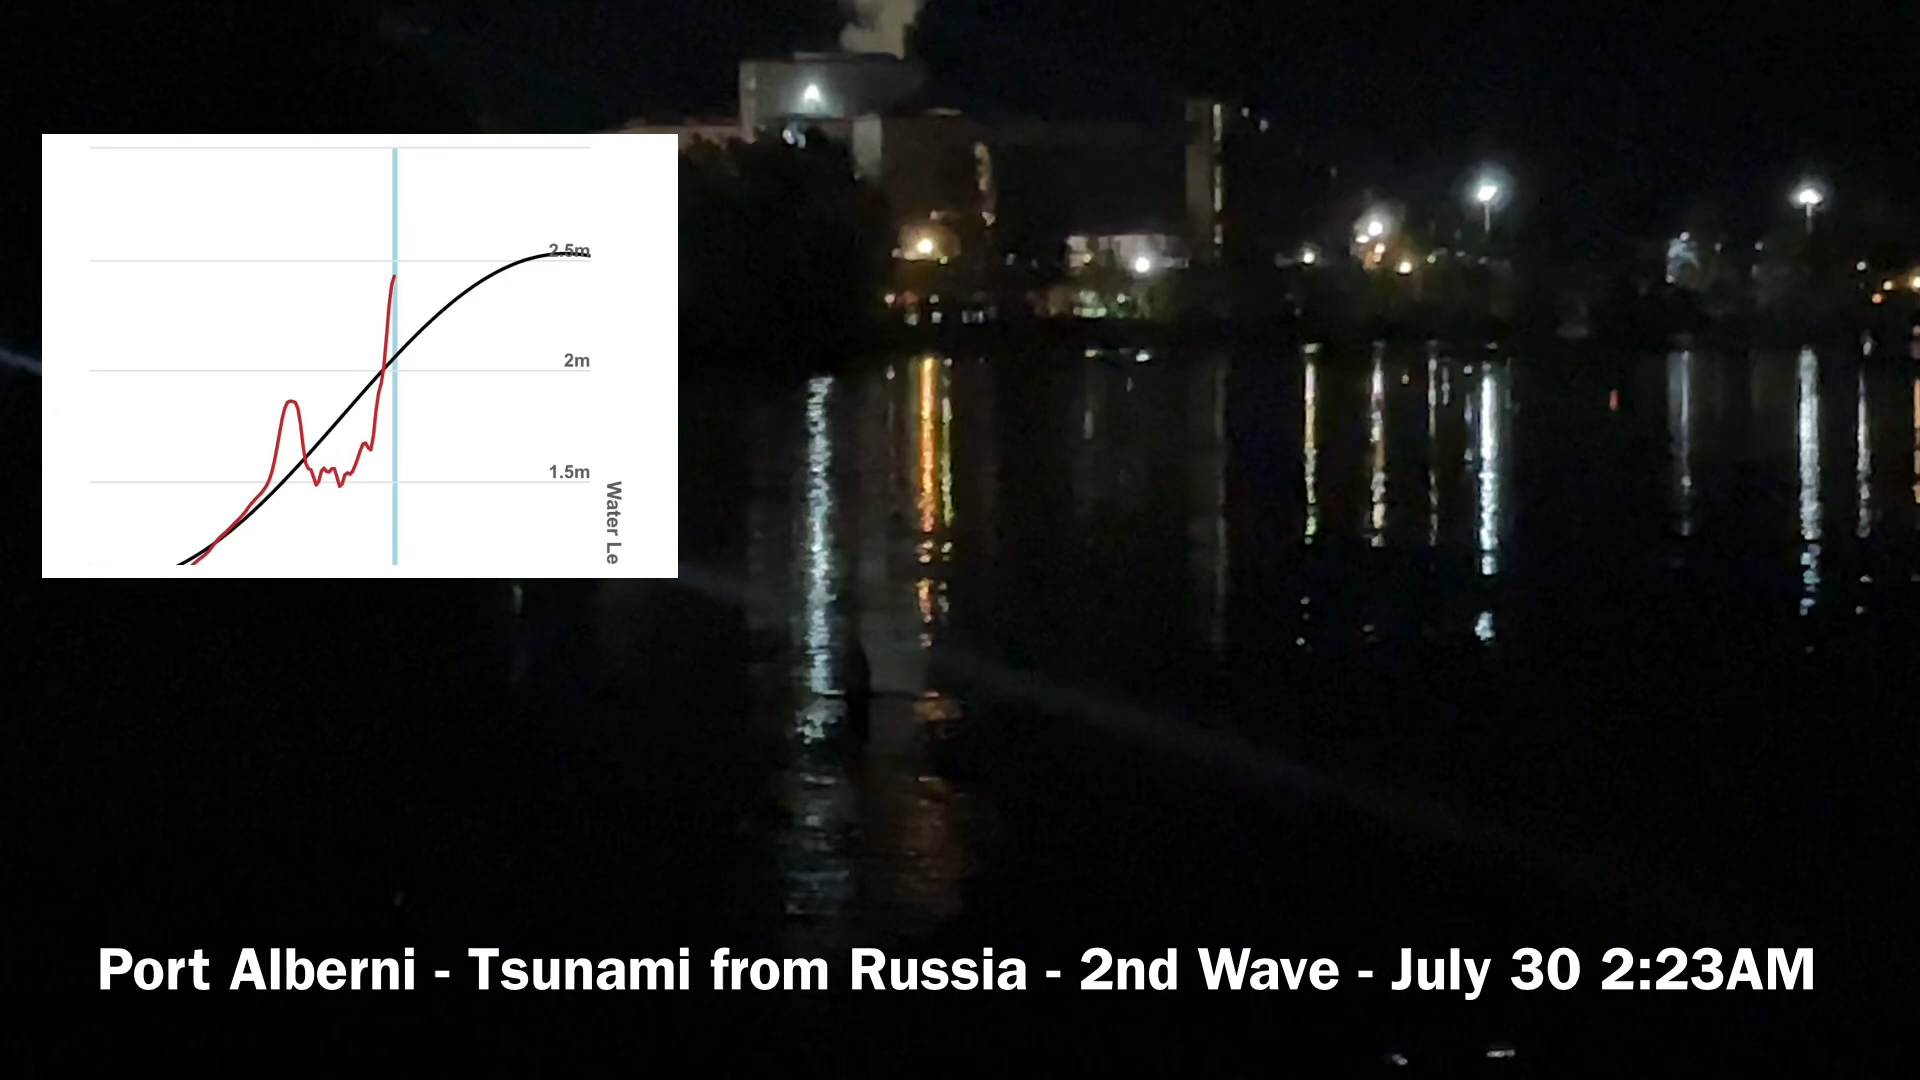 2.5m
2m
1.5m
Water Le
Port Alberni - Tsunami from Russia - 2nd Wave - July 30 2:23AM